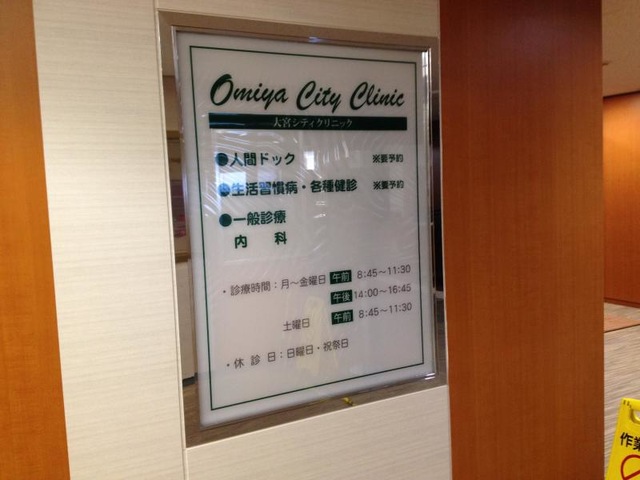 Omiya City Clinic
大宮シティクリニック
●人間ドック ※要予約
●生活習慣病・各種健診 ※要予約
●一般診療
内 科
・診療時間：月～金曜日 午前 8:45～11:30
午後 14:00～16:45
土曜日 午前 8:45～11:30
・休診日：日曜日・祝祭日
作業